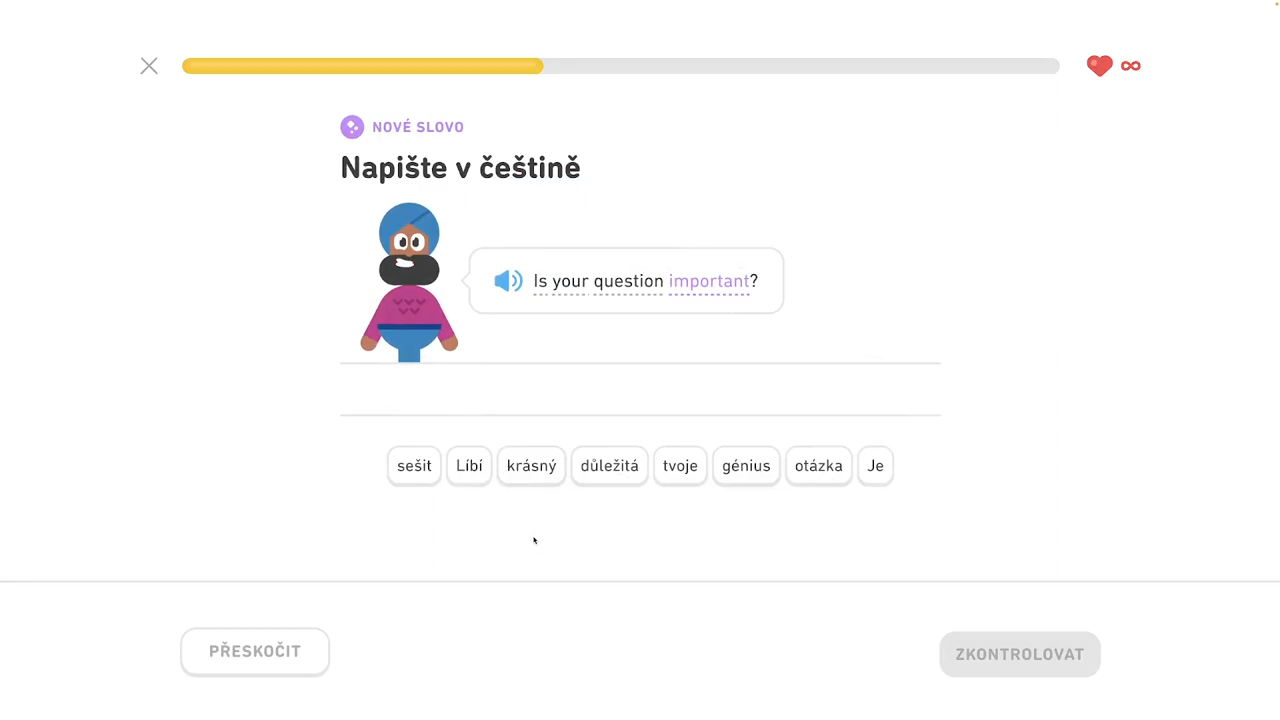 NOVÉ SLOVO
Napište v češtině
Is your question important?
sešit Líbí krásný důležitá tvoje génius otázka Je
PŘESKOČIT
ZKONTROLOVAT